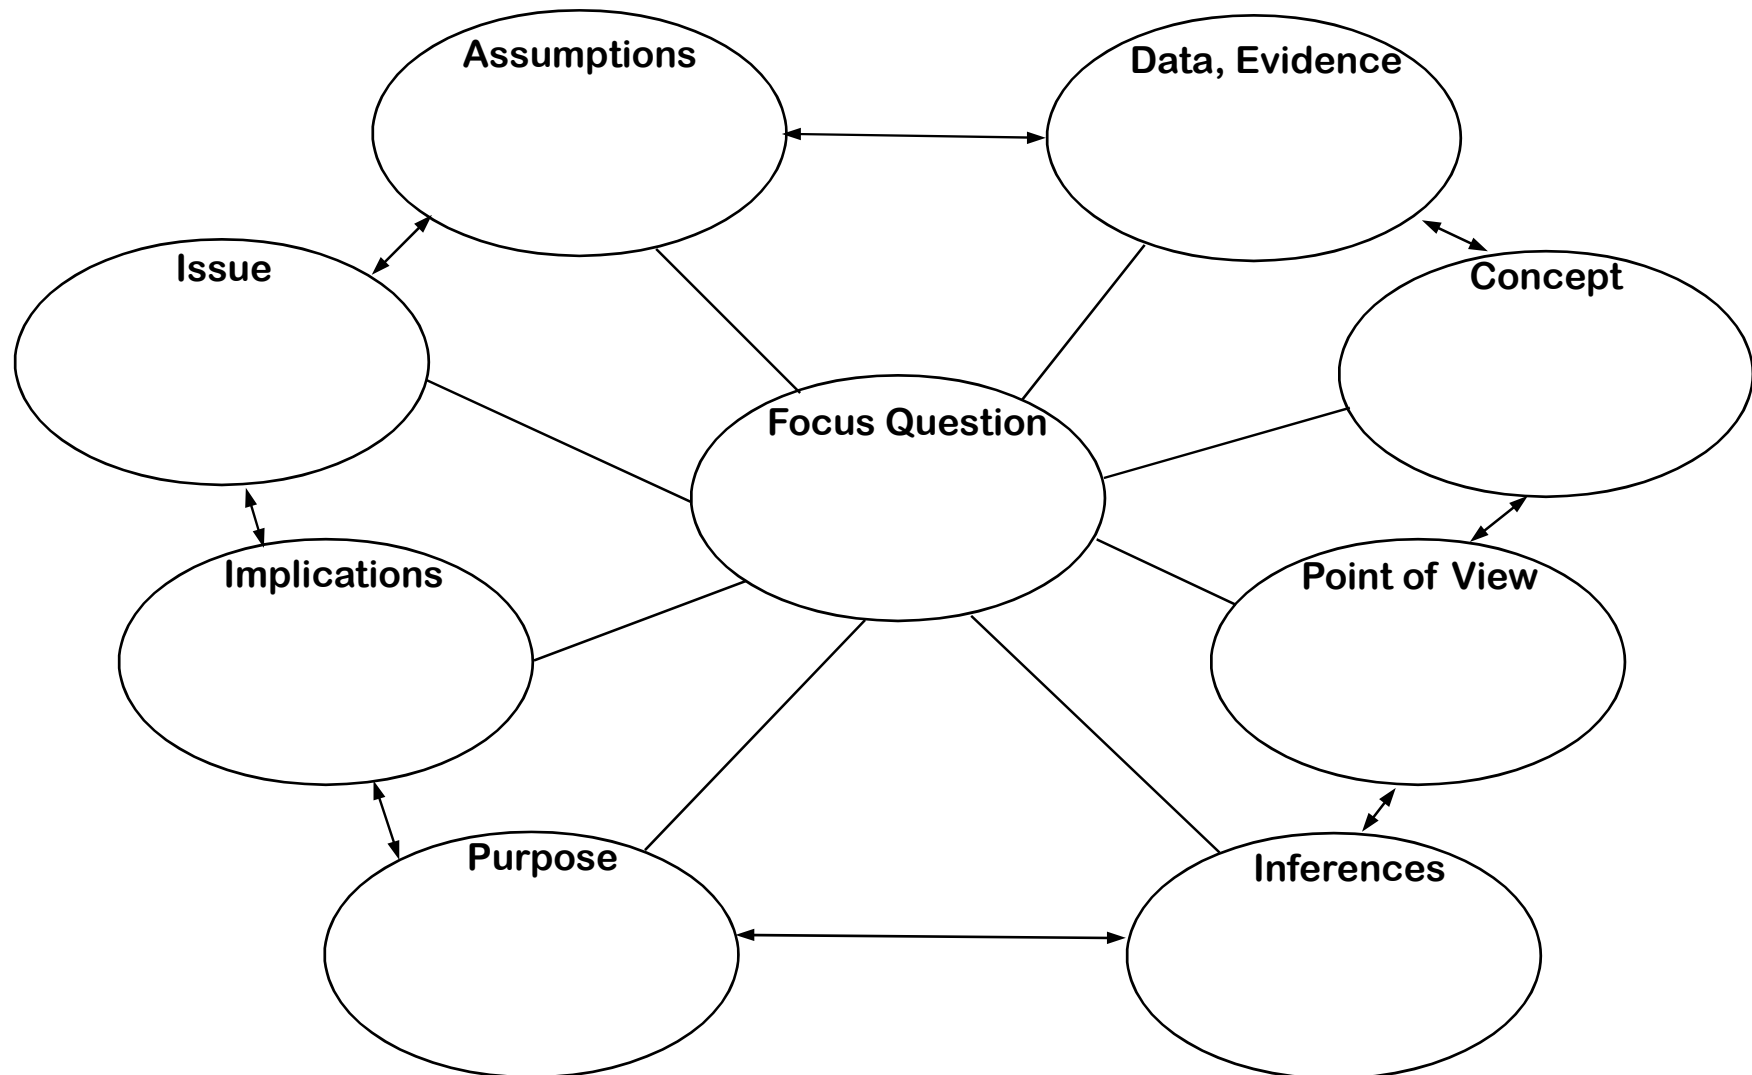 Assumptions
Data, Evidence
Issue
Concept
Focus Question
Implications
Point of View
Purpose
Inferences